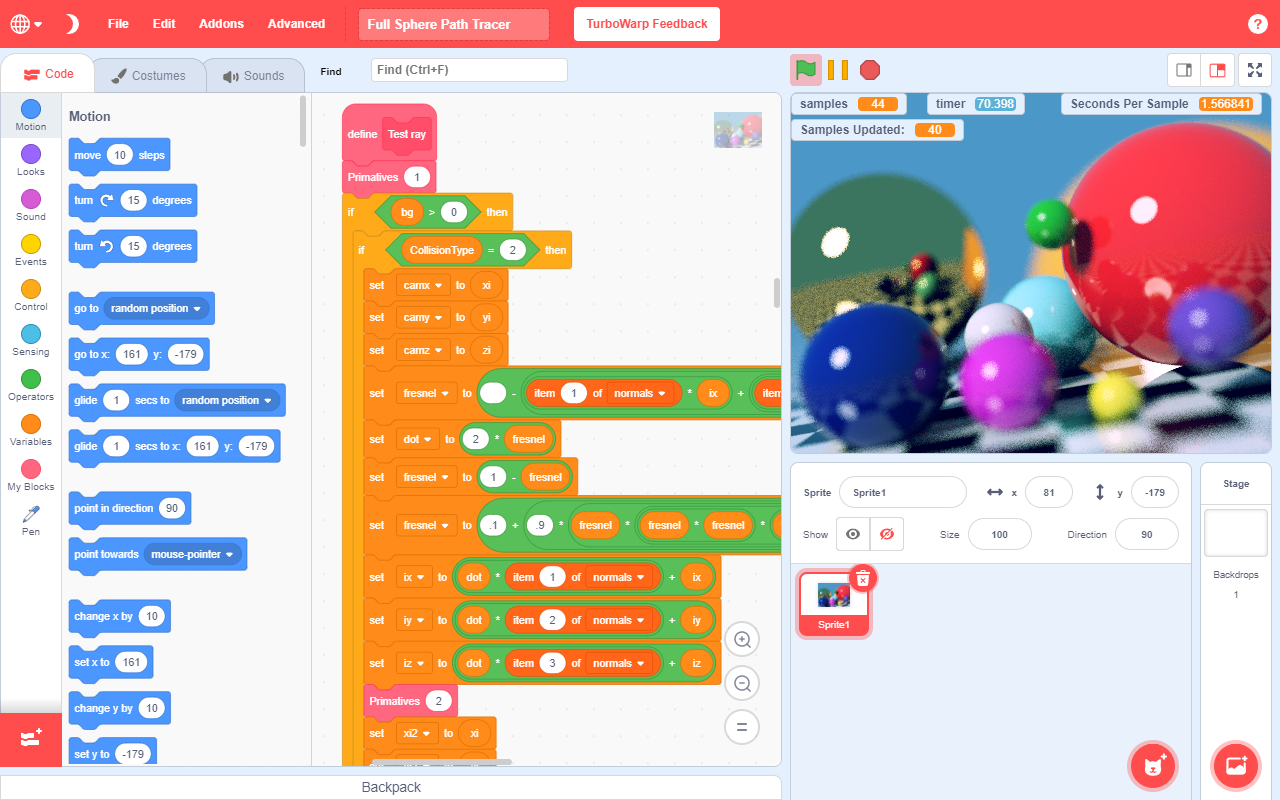 File Edit Addons Advanced Full Sphere Path Tracer TurboWarp Feedback ?
Code Costumes Sounds Find Find (Ctrl+F)
Motion
Looks
Sound
Events
Control
Sensing
Operators
Variables
My Blocks
Pen
Motion
move 10 steps
turn 15 degrees
turn 15 degrees
go to random position
go to x: 161 y: -179
glide 1 secs to random position
glide 1 secs to x: 161 y: -179
point in direction 90
point towards mouse-pointer
change x by 10
set x to 161
change y by 10
set y to -179
define Test ray
Primatives 1
if bg > 0 then
if CollisionType = 2 then
set camx to xi
set camy to yi
set camz to zi
set fresnel to - item 1 of normals * ix + item
set dot to 2 * fresnel
set fresnel to 1 - fresnel
set fresnel to .1 + .9 * fresnel * fresnel * fresnel *
set ix to dot * item 1 of normals + ix
set iy to dot * item 2 of normals + iy
set iz to dot * item 3 of normals + iz
Primatives 2
set xi2 to xi
Backpack
samples 44 timer 70.398 Seconds Per Sample 1.566841
Samples Updated: 40
Sprite Sprite1 x 81 y -179
Show Size 100 Direction 90
Sprite1
Stage
Backdrops
1